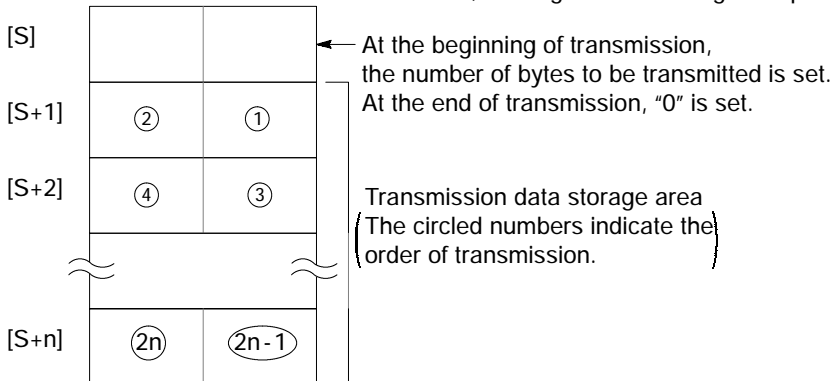 [S]
At the beginning of transmission,
the number of bytes to be transmitted is set.
At the end of transmission, "0" is set.
[S+1] ② ①
[S+2] ④ ③
Transmission data storage area
(The circled numbers indicate the
order of transmission.)
[S+n] 2n 2n-1